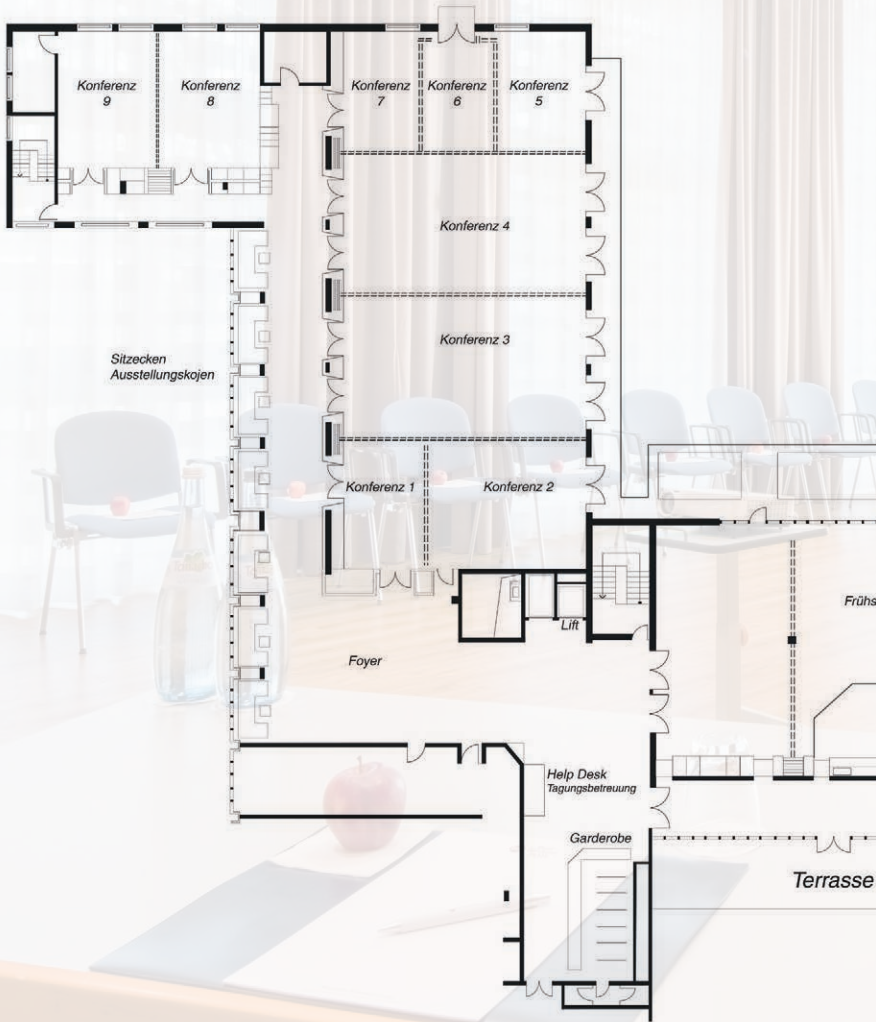 Konferenz
9
Konferenz
8
Konferenz
7
Konferenz
6
Konferenz
5
Konferenz 4
Konferenz 3
Sitzecken
Ausstellungskojen
Konferenz 1
Konferenz 2
Frühs
Lift
Foyer
Help Desk
Tagungsbetreuung
Garderobe
Terrasse